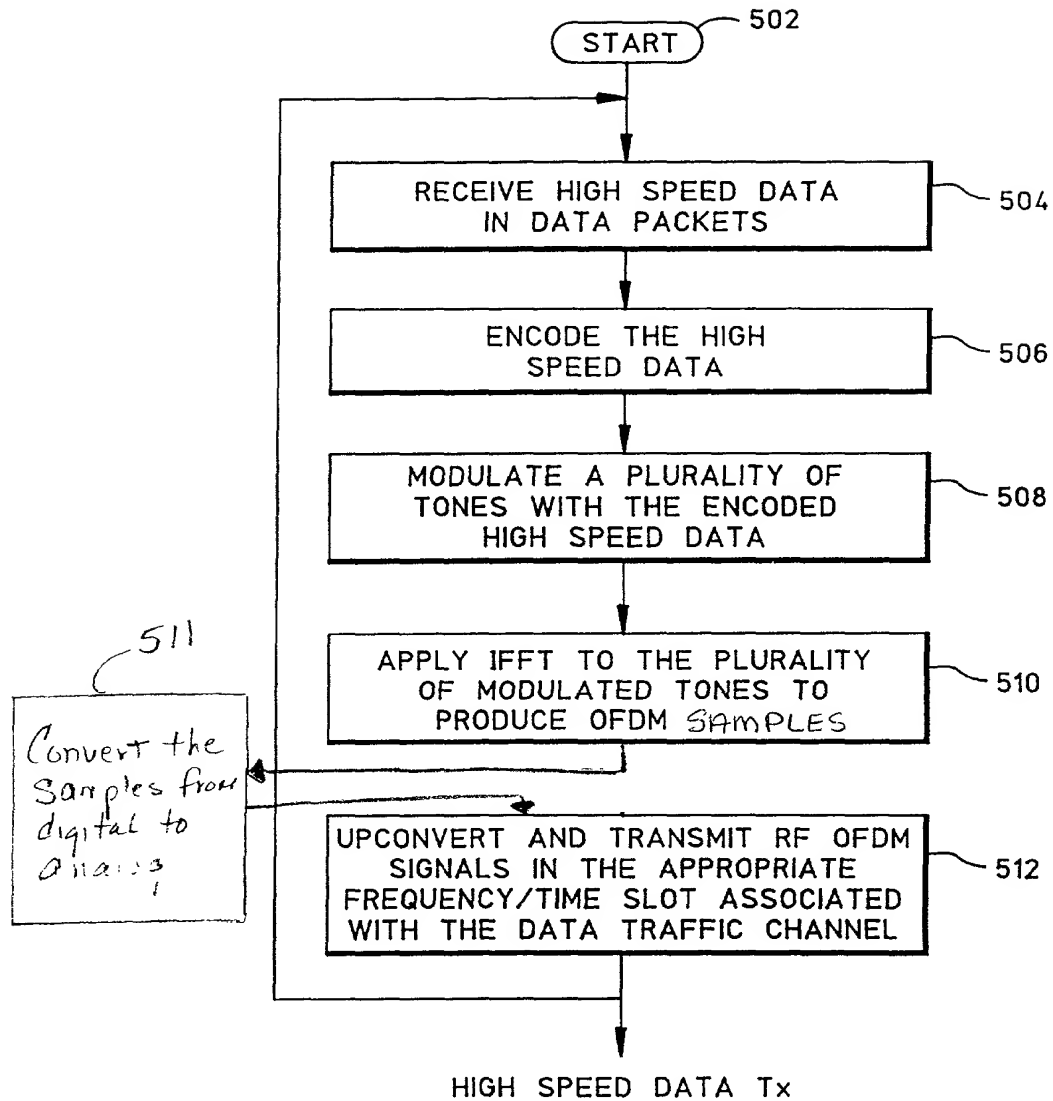 START
502
RECEIVE HIGH SPEED DATA
IN DATA PACKETS
504
ENCODE THE HIGH
SPEED DATA
506
MODULATE A PLURALITY OF
TONES WITH THE ENCODED
HIGH SPEED DATA
508
APPLY IFFT TO THE PLURALITY
OF MODULATED TONES TO
PRODUCE OFDM SAMPLES
510
511
Convert the
Samples from
digital to
UPCONVERT AND TRANSMIT RF OFDM
SIGNALS IN THE APPROPRIATE
FREQUENCY/TIME SLOT ASSOCIATED
WITH THE DATA TRAFFIC CHANNEL
512
HIGH SPEED DATA Tx